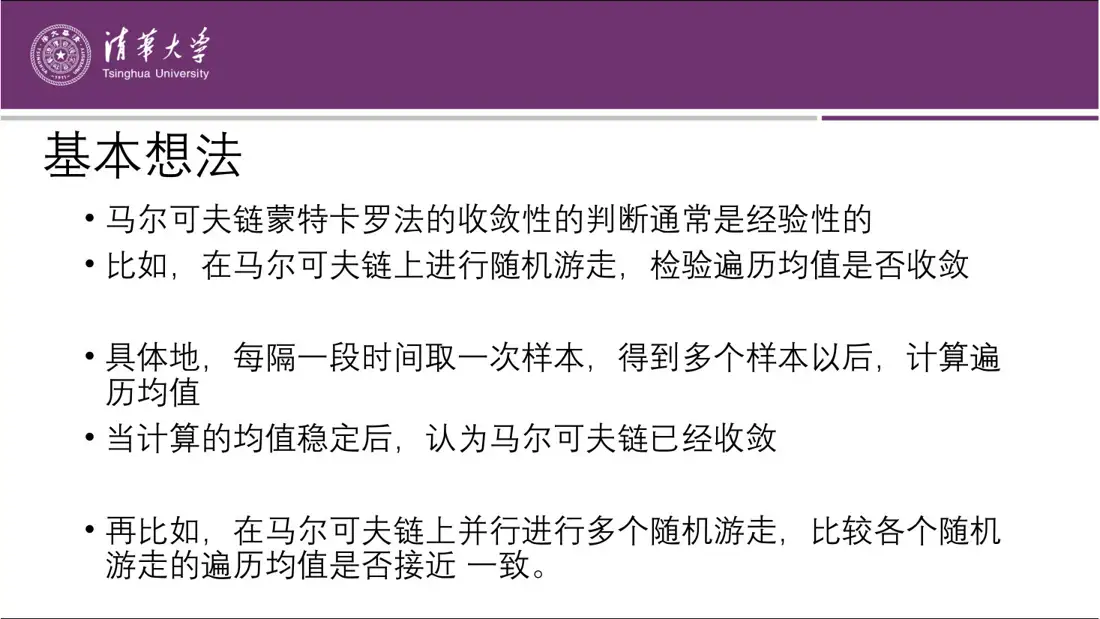 清华大学
Tsinghua University
基本想法
• 马尔可夫链蒙特卡罗法的收敛性的判断通常是经验性的
• 比如，在马尔可夫链上进行随机游走，检验遍历均值是否收敛
• 具体地，每隔一段时间取一次样本，得到多个样本以后，计算遍
历均值
• 当计算的均值稳定后，认为马尔可夫链已经收敛
• 再比如，在马尔可夫链上并行进行多个随机游走，比较各个随机
游走的遍历均值是否接近 一致。